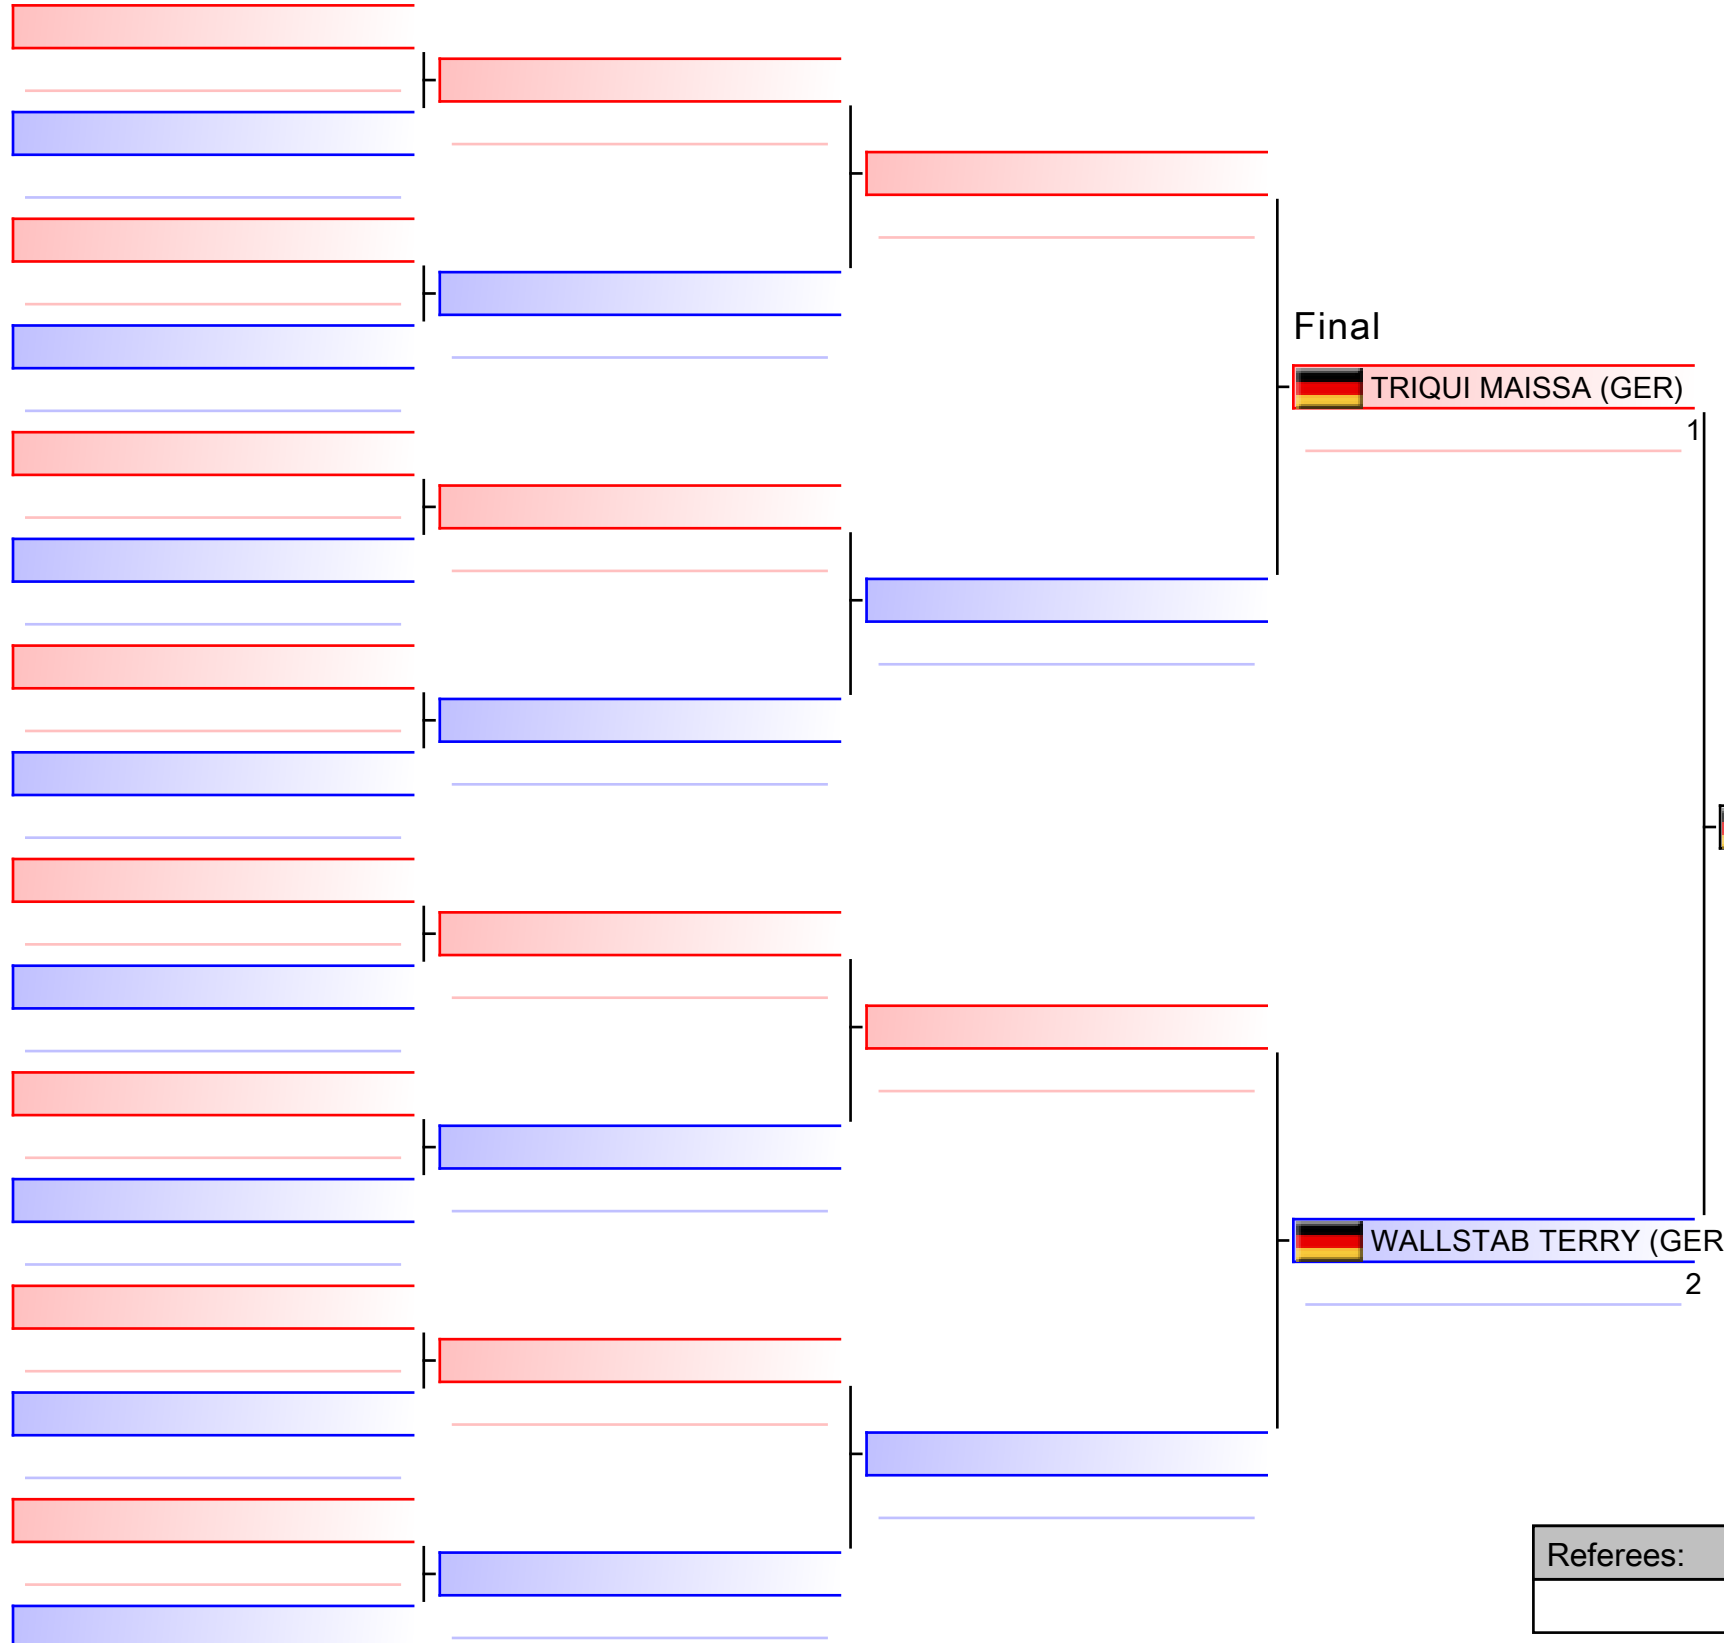 Final
TRIQUI MAISSA (GER)
1
WALLSTAB TERRY (GER
2
Referees: